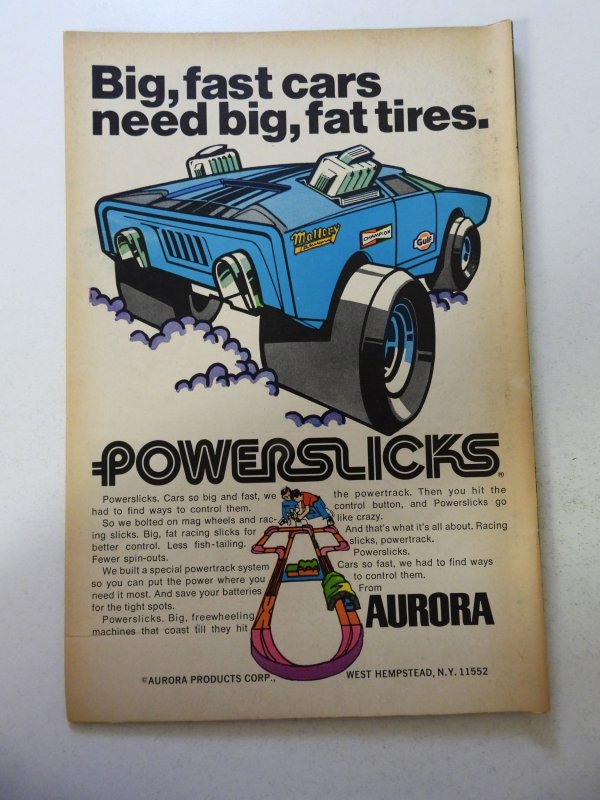 Big, fast cars
need big, fat tires.
Mallory
CHAMPION
Gulf
POWERSLICKS®
Powerslicks. Cars so big and fast, we
had to find ways to control them.
So we bolted on mag wheels and rac-
ing slicks. Big, fat racing slicks for
better control. Less fish-tailing.
Fewer spin-outs.
We built a special powertrack system
so you can put the power where you
need it most. And save your batteries
for the tight spots.
Powerslicks. Big, freewheeling
machines that coast till they hit
the powertrack. Then you hit the
control button, and Powerslicks go
like crazy.
And that's what it's all about. Racing
slicks, powertrack.
Powerslicks.
Cars so fast, we had to find ways
to control them.
From
AURORA
©AURORA PRODUCTS CORP., WEST HEMPSTEAD, N.Y. 11552